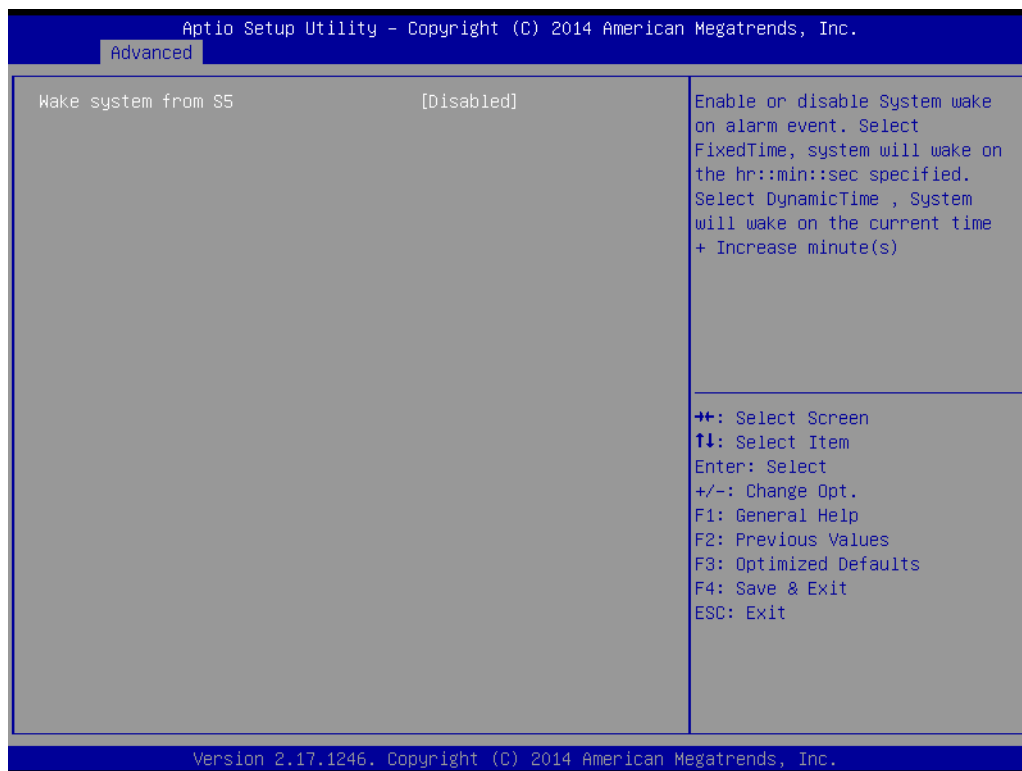 Aptio Setup Utility – Copyright (C) 2014 American Megatrends, Inc.
Advanced
Wake system from S5 [Disabled]
Enable or disable System wake
on alarm event. Select
FixedTime, system will wake on
the hr::min::sec specified.
Select DynamicTime , System
will wake on the current time
+ Increase minute(s)
→←: Select Screen
↑↓: Select Item
Enter: Select
+/-: Change Opt.
F1: General Help
F2: Previous Values
F3: Optimized Defaults
F4: Save & Exit
ESC: Exit
Version 2.17.1246. Copyright (C) 2014 American Megatrends, Inc.